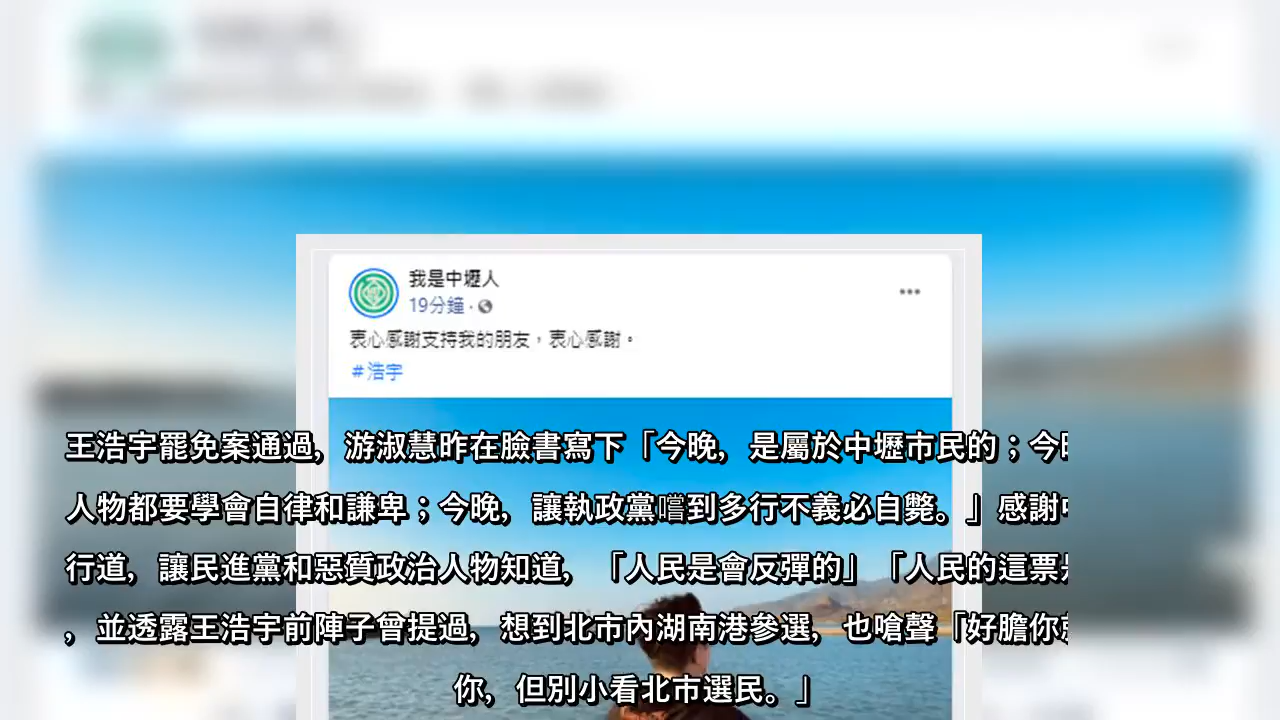 我是中壢人
19分鐘
衷心感謝支持我的朋友，衷心感謝。
#浩宇
王浩宇罷免案通過，游淑慧昨在臉書寫下「今晚，是屬於中壢市民的；今
人物都要學會自律和謙卑；今晚，讓執政黨嚐到多行不義必自斃。」感謝
行道，讓民進黨和惡質政治人物知道，「人民是會反彈的」「人民的這票
，並透露王浩宇前陣子曾提過，想到北市內湖南港參選，也嗆聲「好膽你
你，但別小看北市選民。」